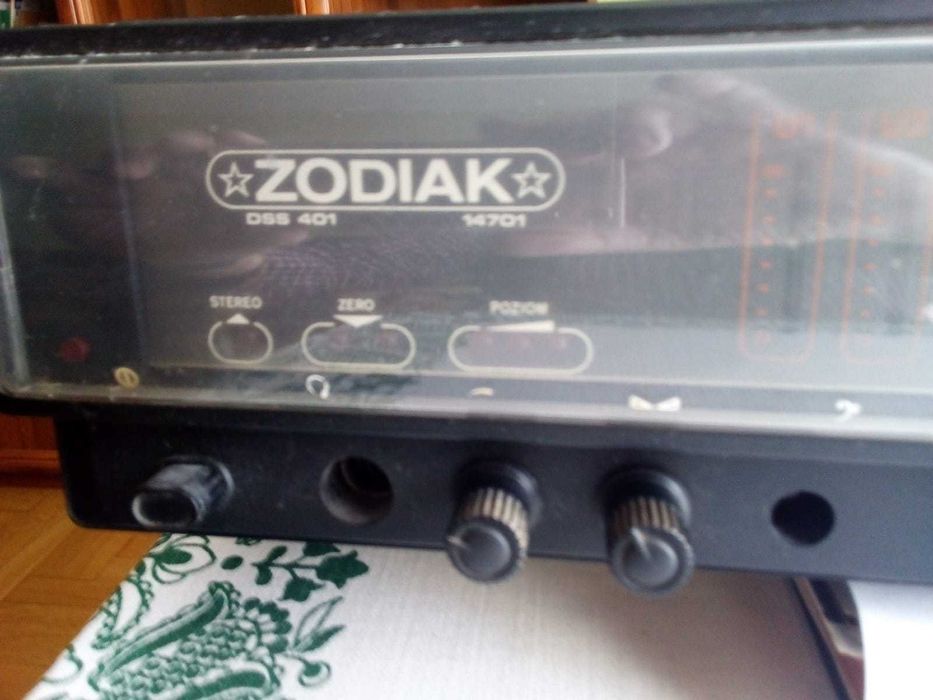 ☆ZODIAK☆
DSS 401 14701
STEREO ZERO POZIOM